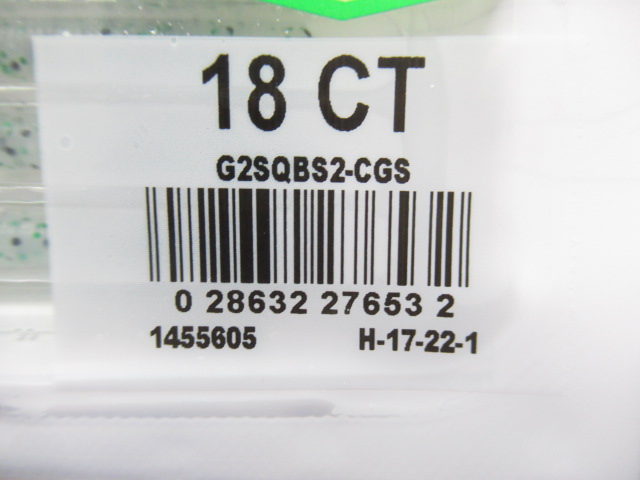 18 CT
G2SQBS2-CGS
0 28632 27653 2
1455605 H-17-22-1